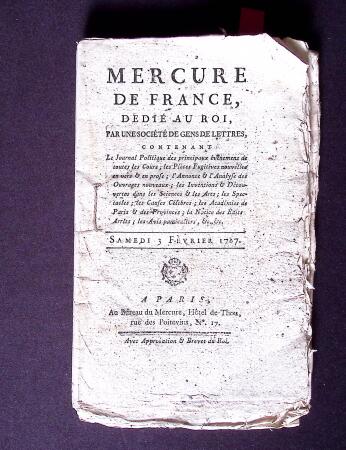 MERCURE
DE FRANCE,
DÉDIÉ AU ROI,
PAR UNE SOCIÉTÉ DE GENS DE LETTRES,
CONTENANT
Le Journal Politique des principaux événemens de
toutes les Cours; les Pièces Fugitives nouvelles
en vers & en prose; l'Annonce & l'Analyse des
Ouvrages nouveaux; les Inventions & Décou-
vertes dans les Sciences & les Arts; les Spec-
tacles; les Causes Célèbres; les Académies de
Paris & des Provinces; la Notice des Édits
Arrêts; les Avis particuliers, &c. &c.
SAMEDI 3 FÉVRIER 1787.
A PARIS,
Au Bureau du Mercure, Hôtel de Thou,
rue des Poitevins, N°. 17.
Avec Approbation & Brevet du Roi.